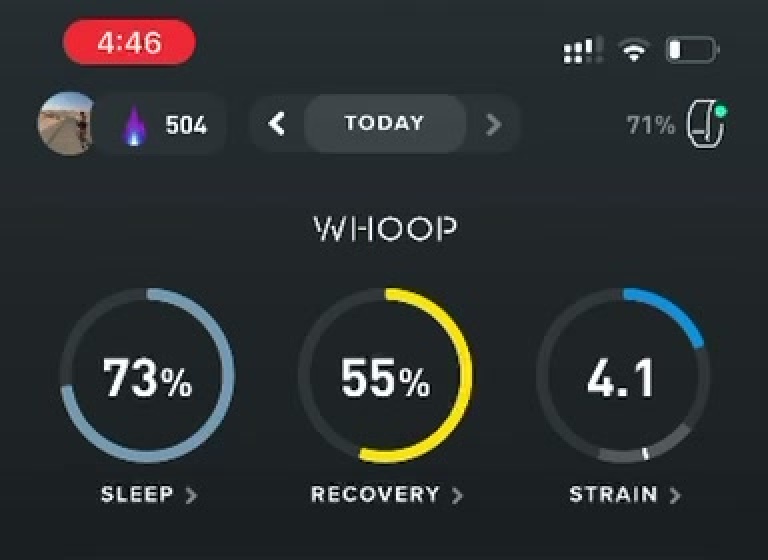 4:46
504
TODAY
71%
WHOOP
73%
55%
4.1
SLEEP
RECOVERY
STRAIN